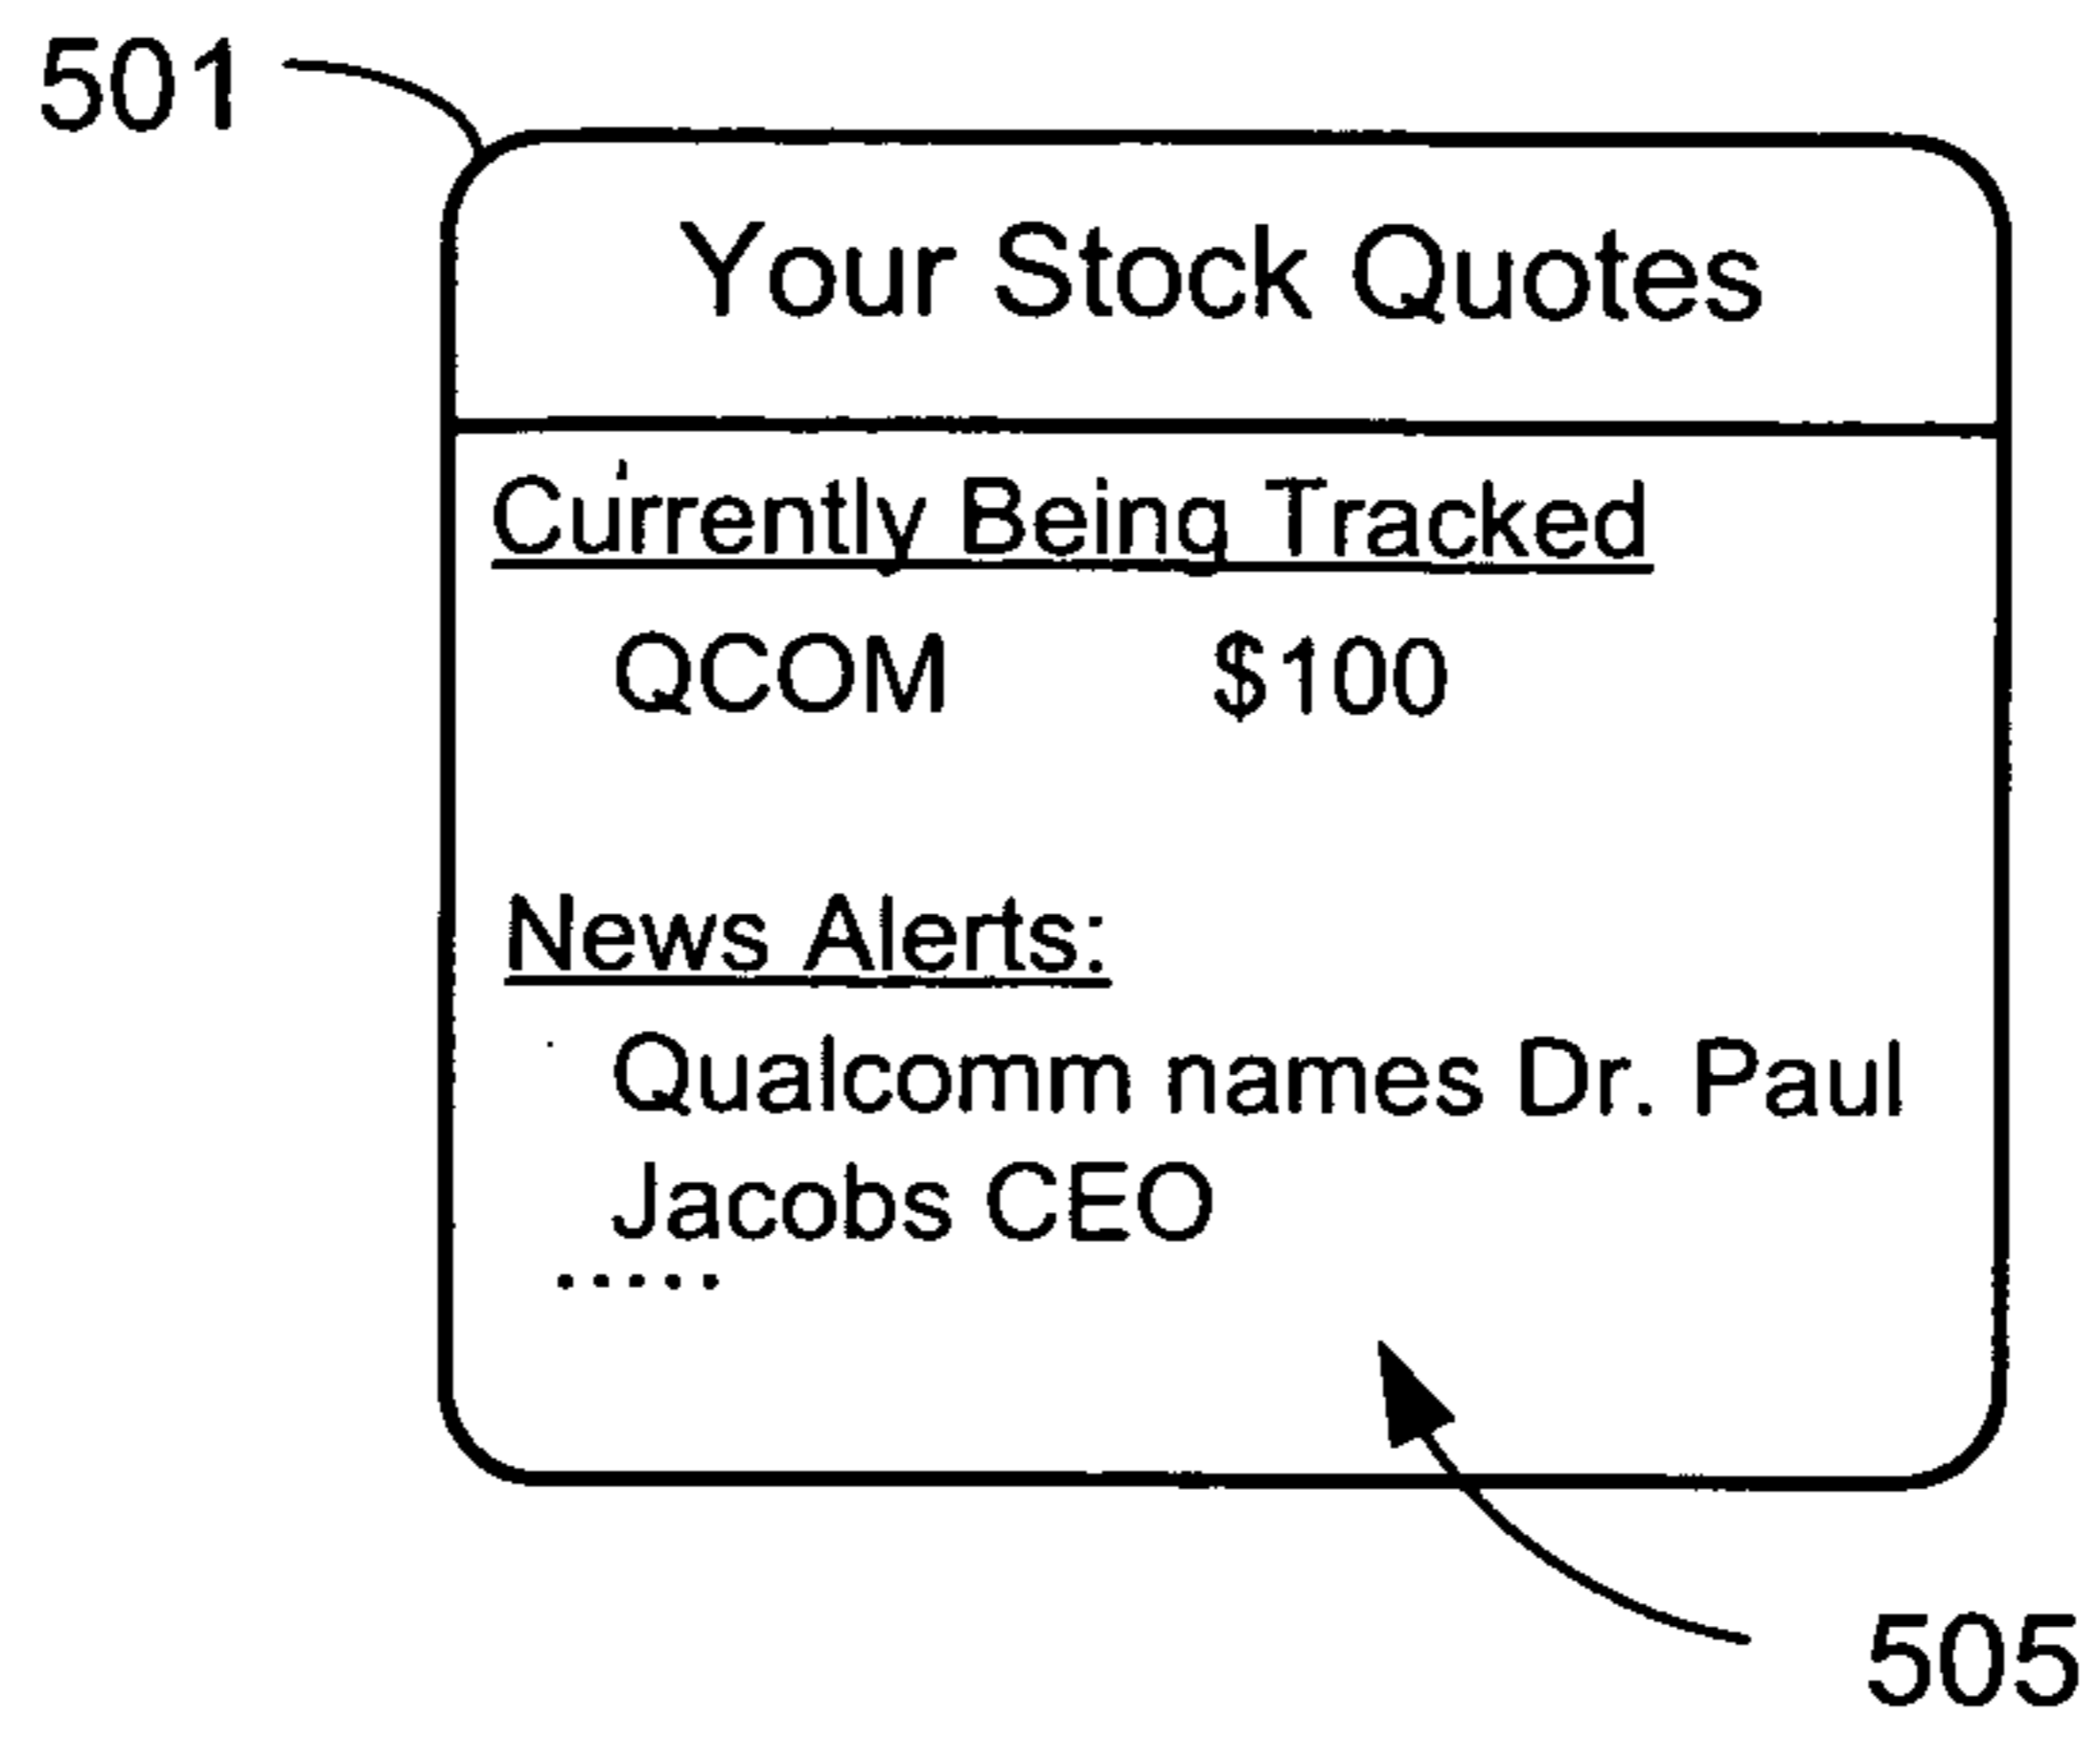 501
Your Stock Quotes
Currently Being Tracked
QCOM $100
News Alerts:
Qualcomm names Dr. Paul
Jacobs CEO
.....
505